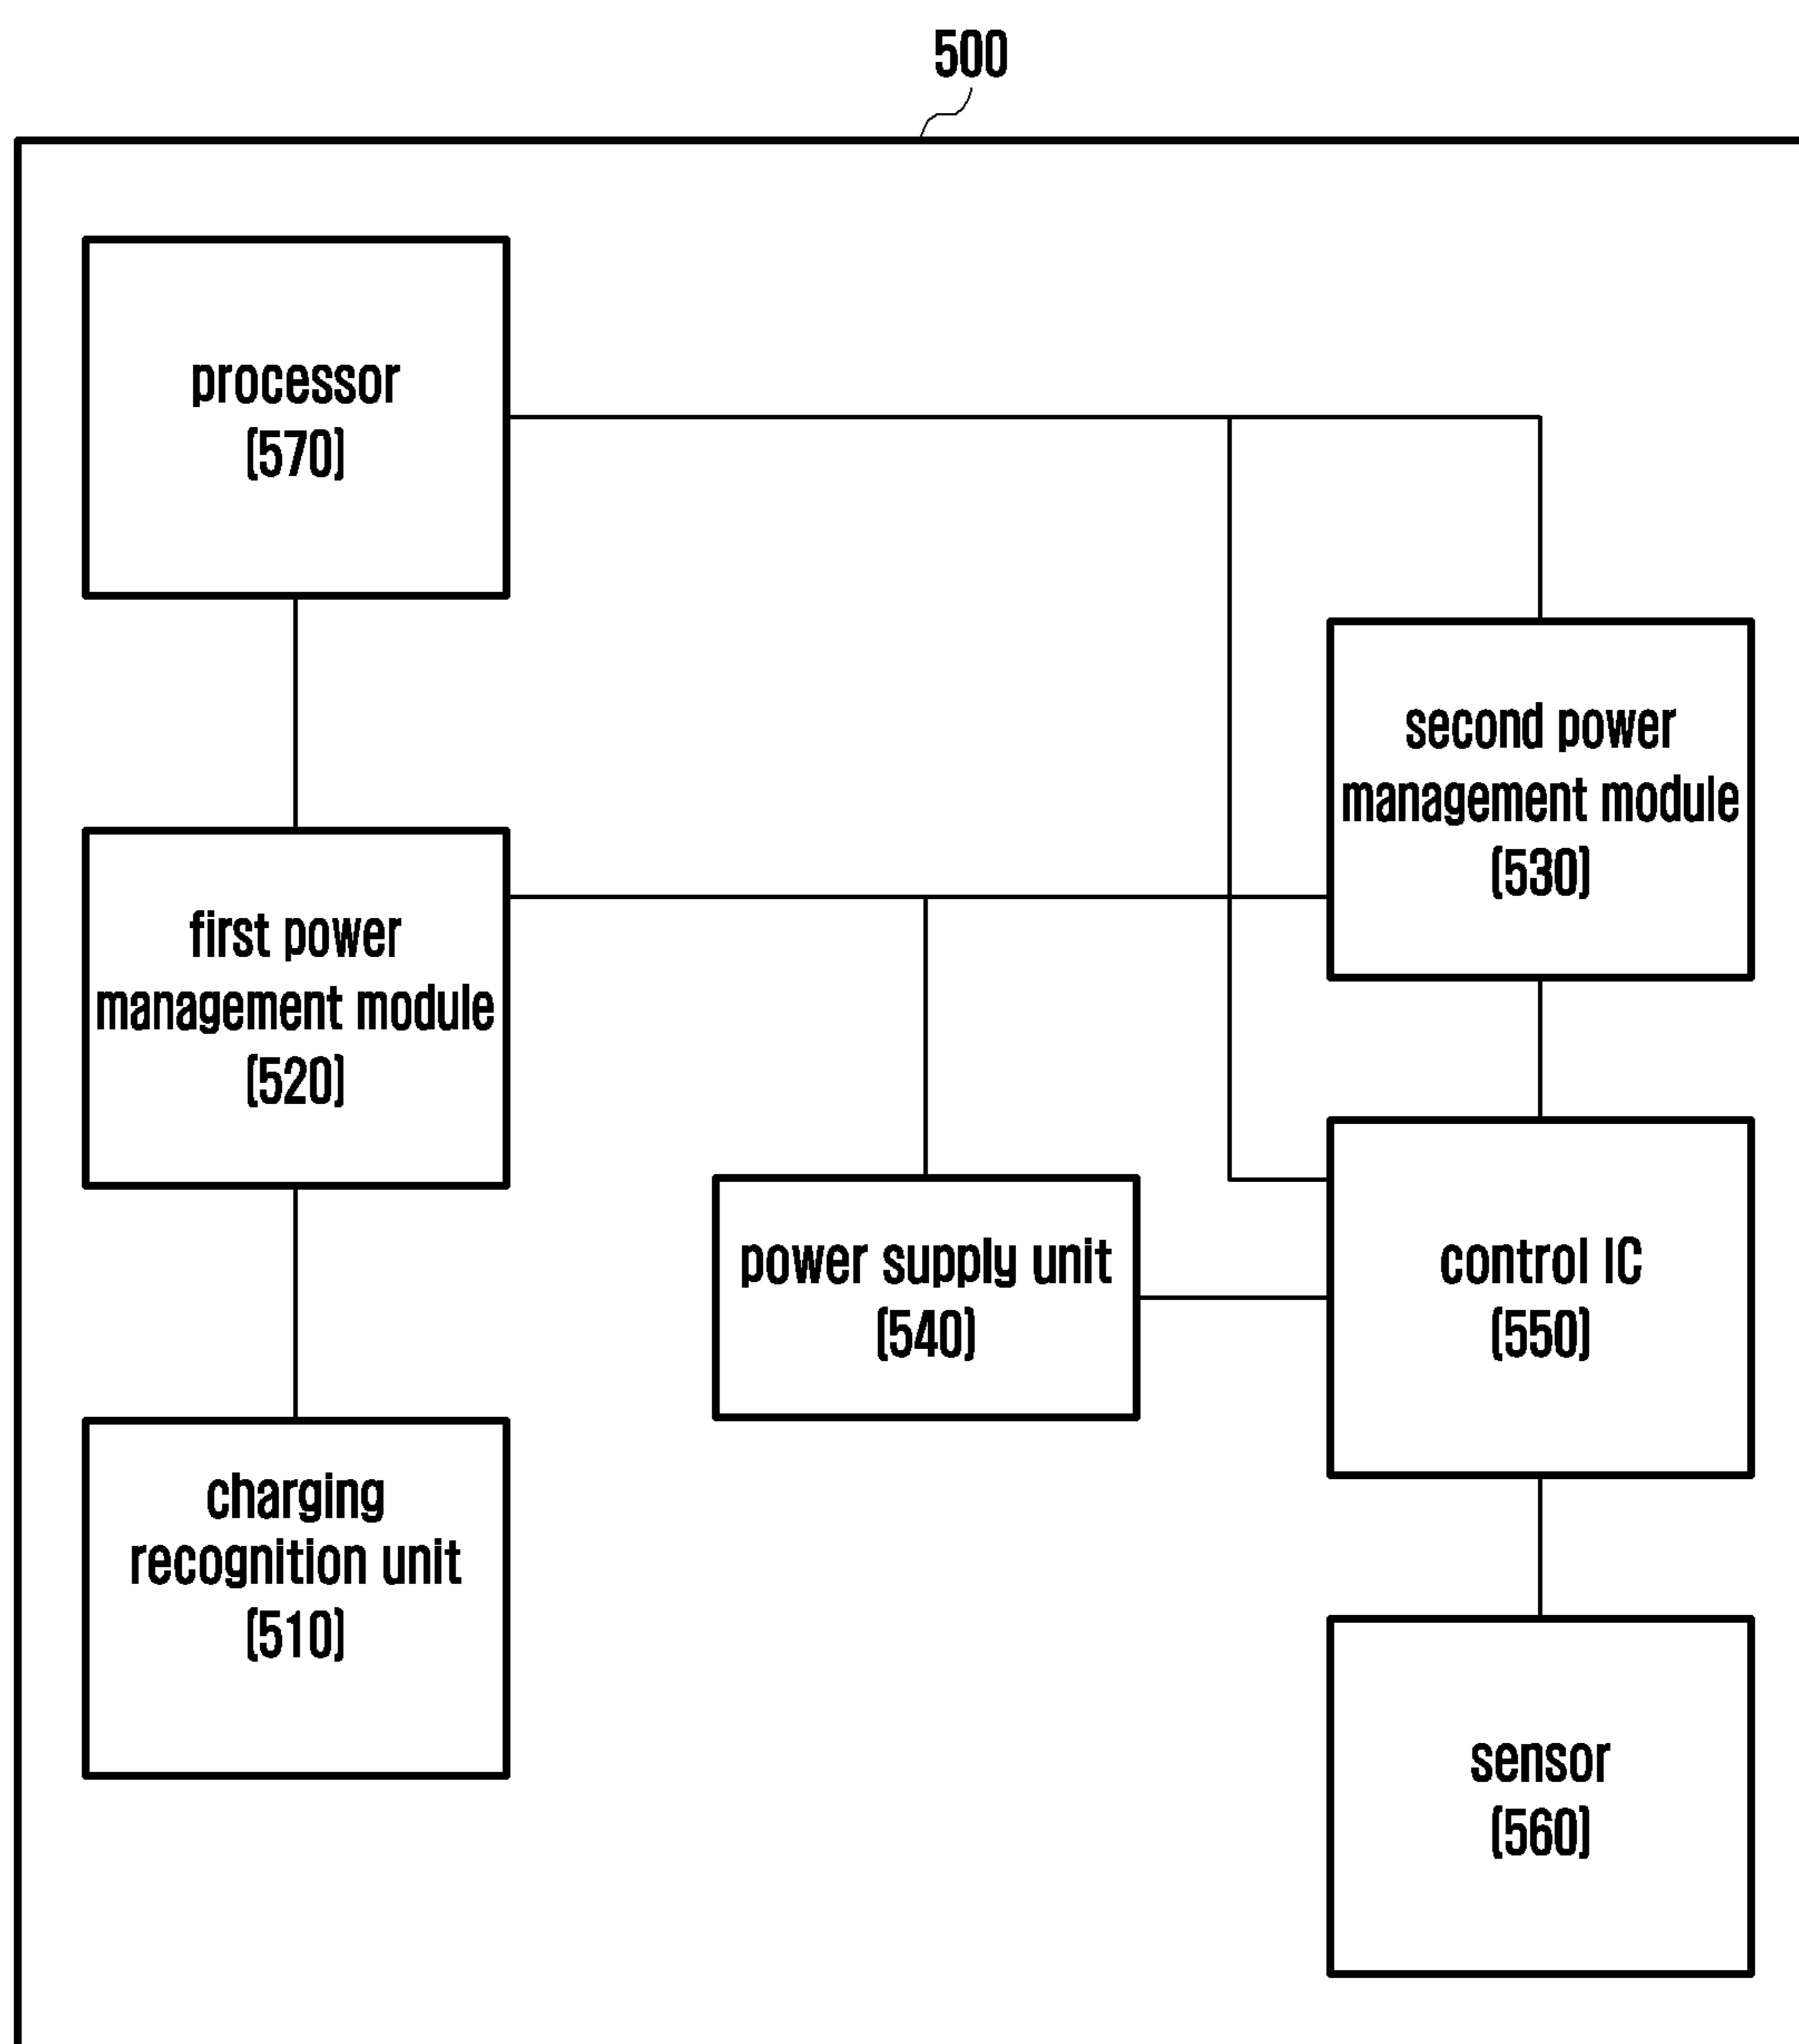 500
processor
(570)
second power
management module
(530)
first power
management module
(520)
power supply unit
(540)
control IC
(550)
charging
recognition unit
(510)
sensor
(560)